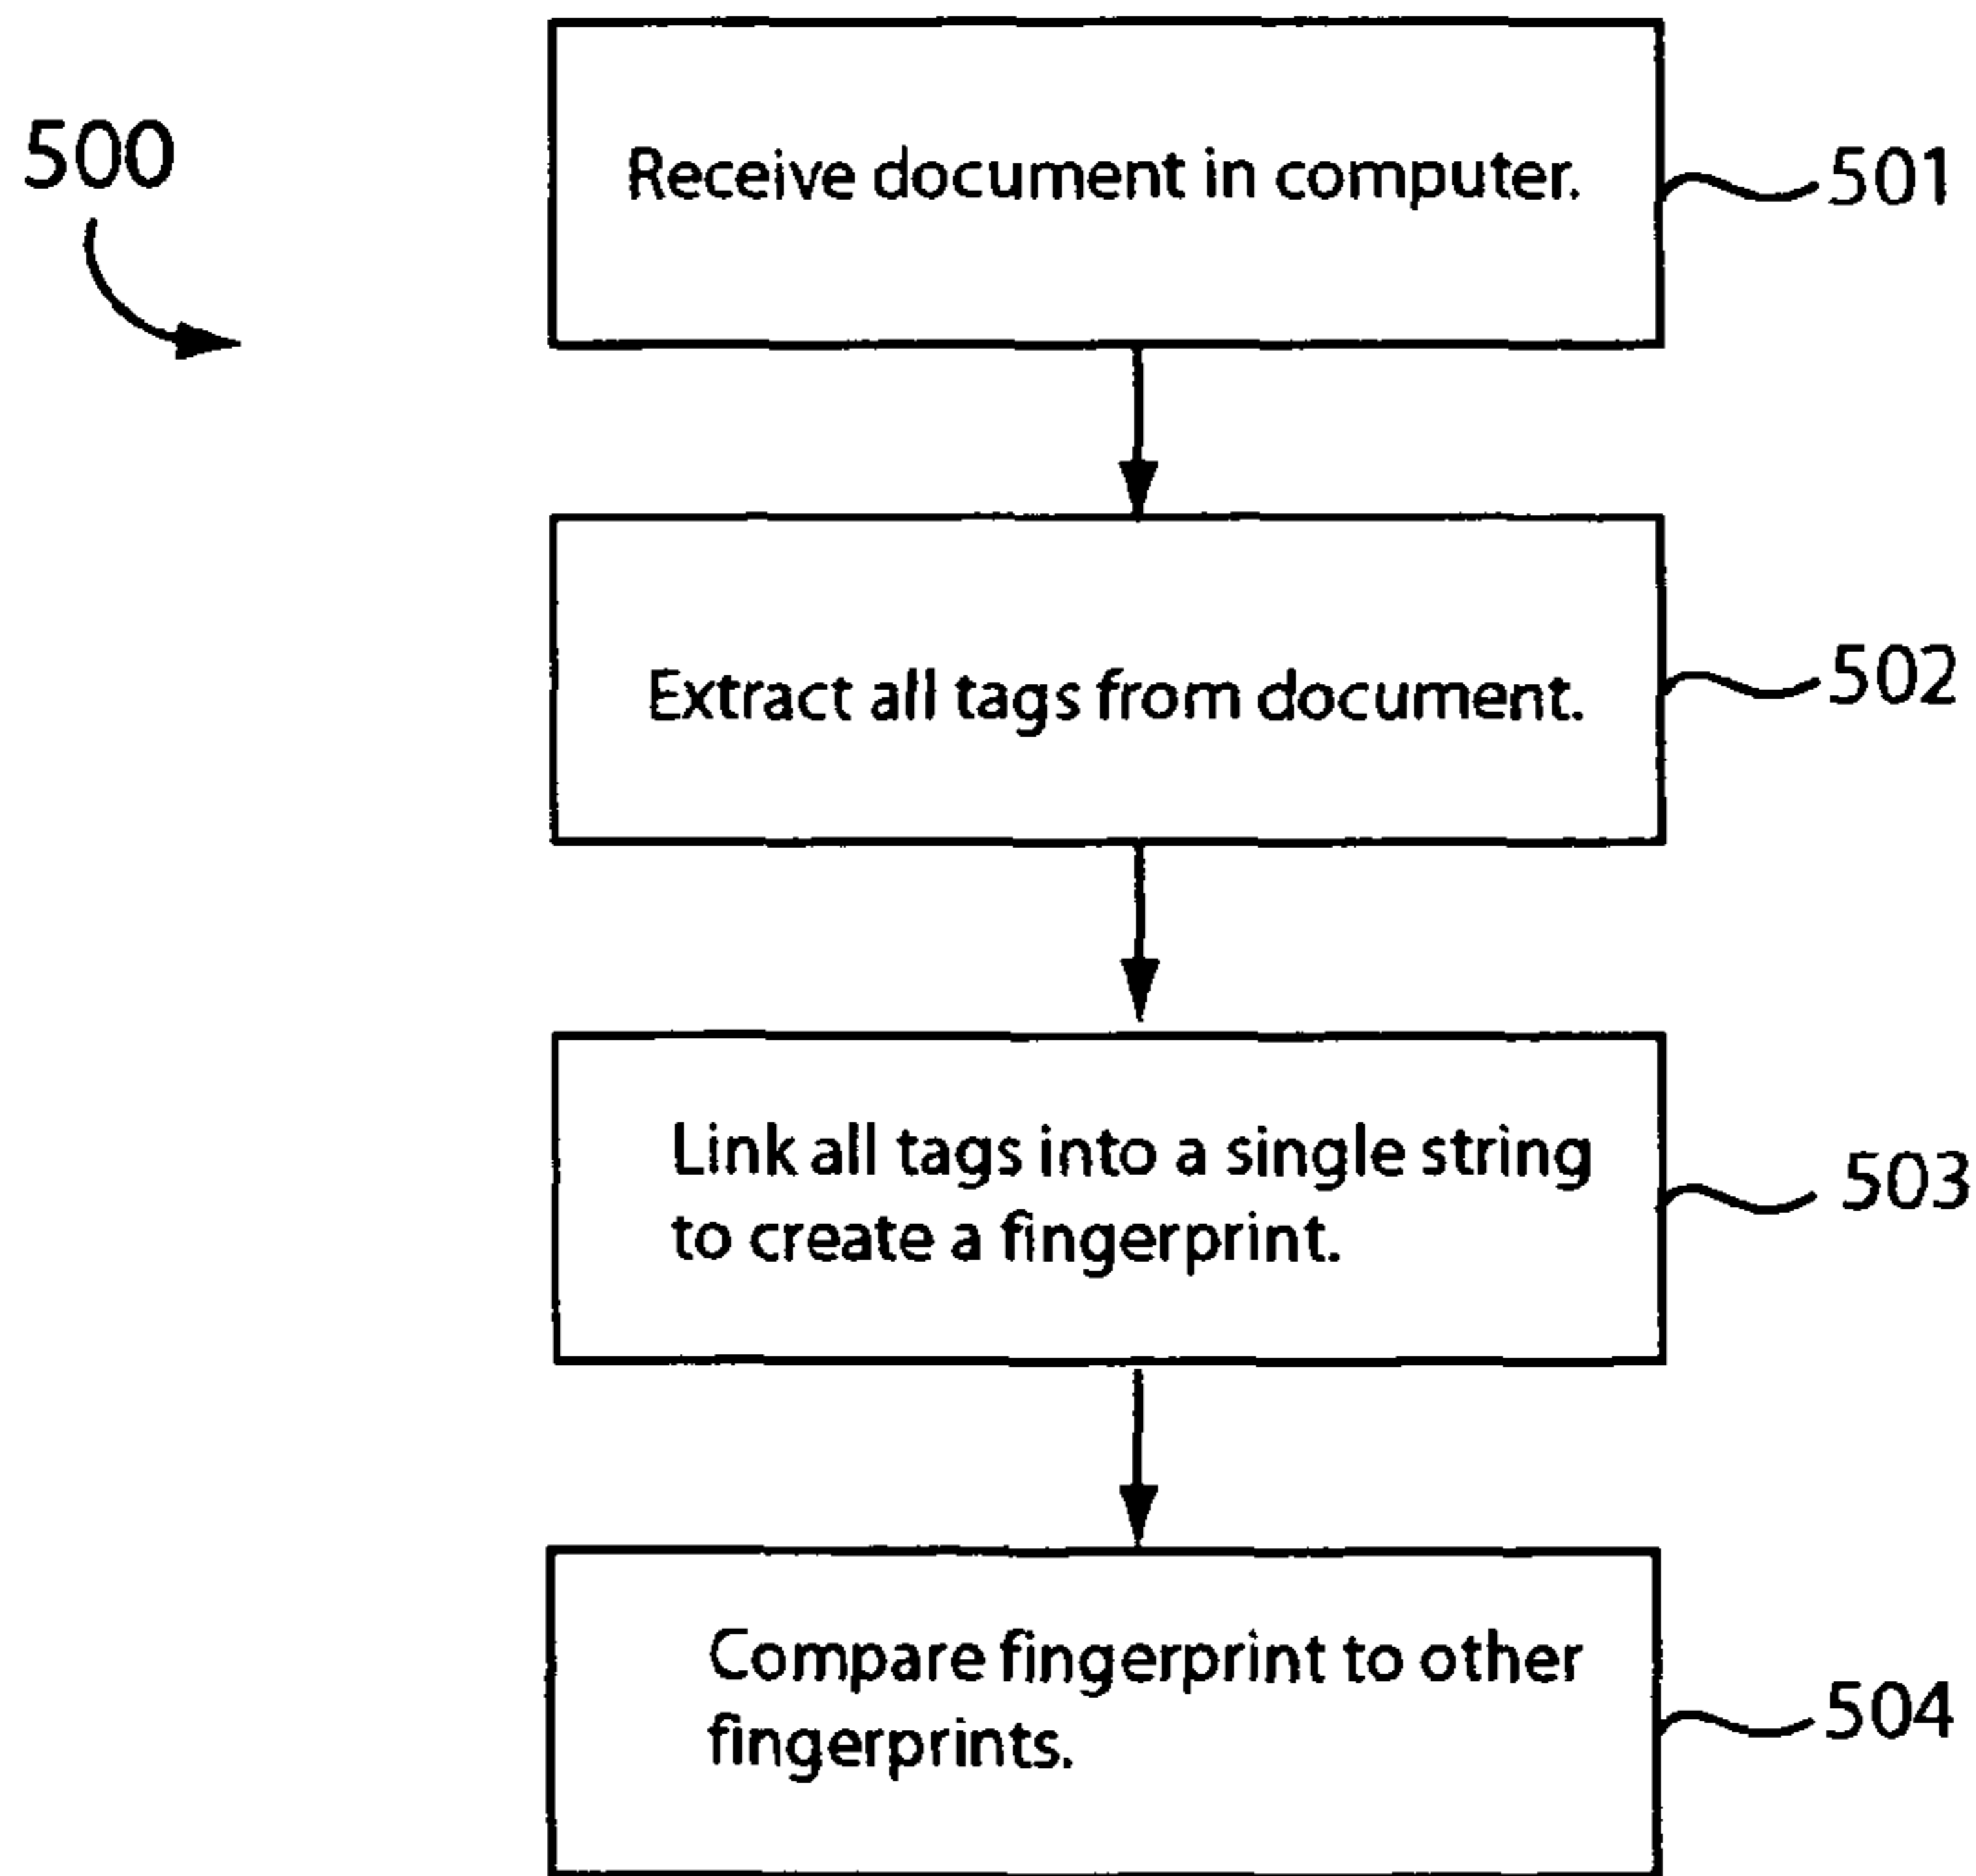 500
Receive document in computer.
501
Extract all tags from document.
502
Link all tags into a single string
to create a fingerprint.
503
Compare fingerprint to other
fingerprints.
504